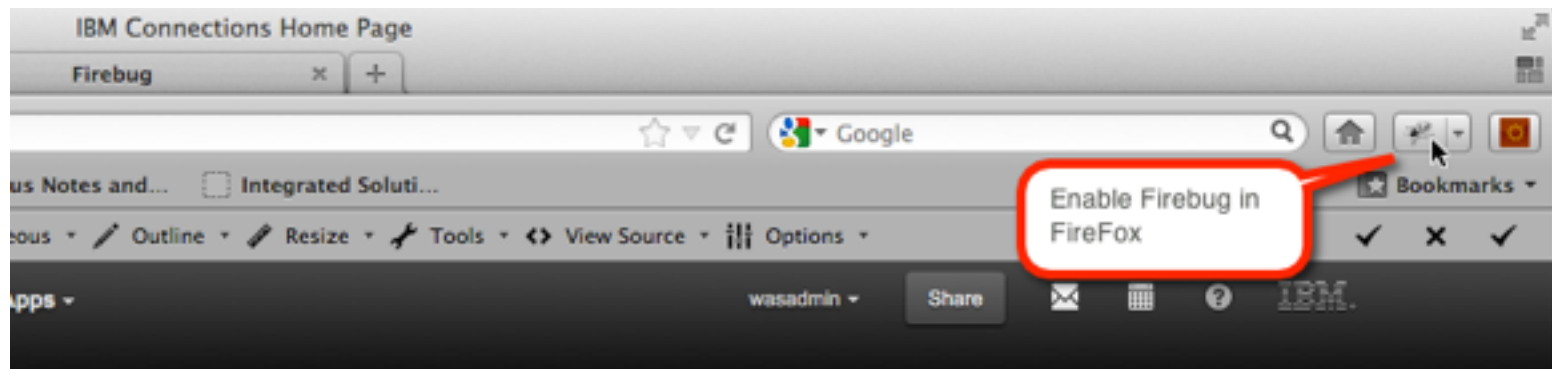 IBM Connections Home Page
Firebug
Google
us Notes and... Integrated Soluti...
Bookmarks
Enable Firebug in
FireFox
eous Outline Resize Tools View Source Options
Apps wasadmin Share IBM.